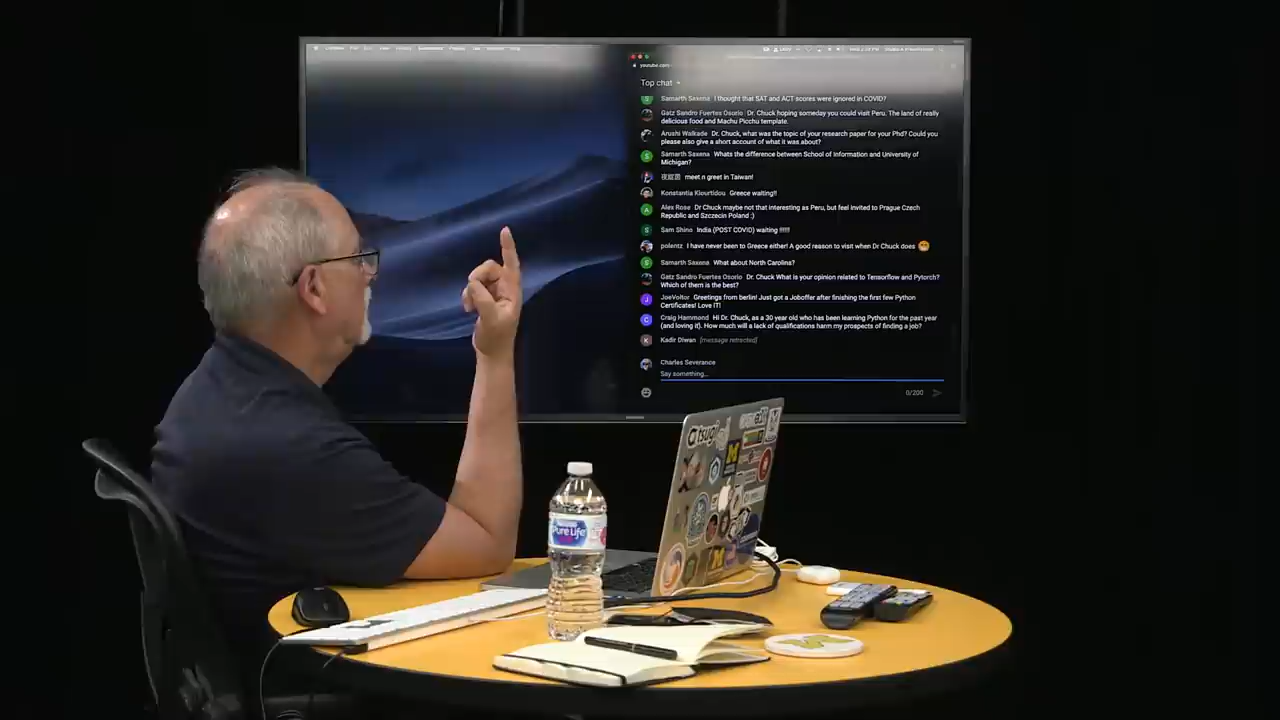 youtube.com
Top chat
Samarth Saxena I thought that SAT and ACT scores were ignored in COVID?
Gatz Sandro Fuertes Osorio Dr. Chuck hoping someday you could visit Peru. The land of really
delicious food and Machu Picchu template.
Arushi Walkade Dr. Chuck, what was the topic of your research paper for your Phd? Could you
please also give a short account of what it was about?
Samarth Saxena Whats the difference between School of Information and University of
Michigan?
meet n greet in Taiwan!
Konstantia Kiourtidou Greece waiting!!
Alex Rose Dr Chuck maybe not that interesting as Peru, but feel invited to Prague Czech
Republic and Szczecin Poland :)
Sam Shino India (POST COVID) waiting !!!!!!
polentz I have never been to Greece either! A good reason to visit when Dr Chuck does
Samarth Saxena What about North Carolina?
Gatz Sandro Fuertes Osorio Dr. Chuck What is your opinion related to Tensorflow and Pytorch?
Which of them is the best?
JoeVoltor Greetings from berlin! Just got a Joboffer after finishing the first few Python
Certificates! Love IT!
Craig Hammond Hi Dr. Chuck, as a 30 year old who has been learning Python for the past year
(and loving it). How much will a lack of qualifications harm my prospects of finding a job?
Kadir Diwan [message retracted]
Charles Severance
Say something...
0/200
tsugi
M
Pure Life
M